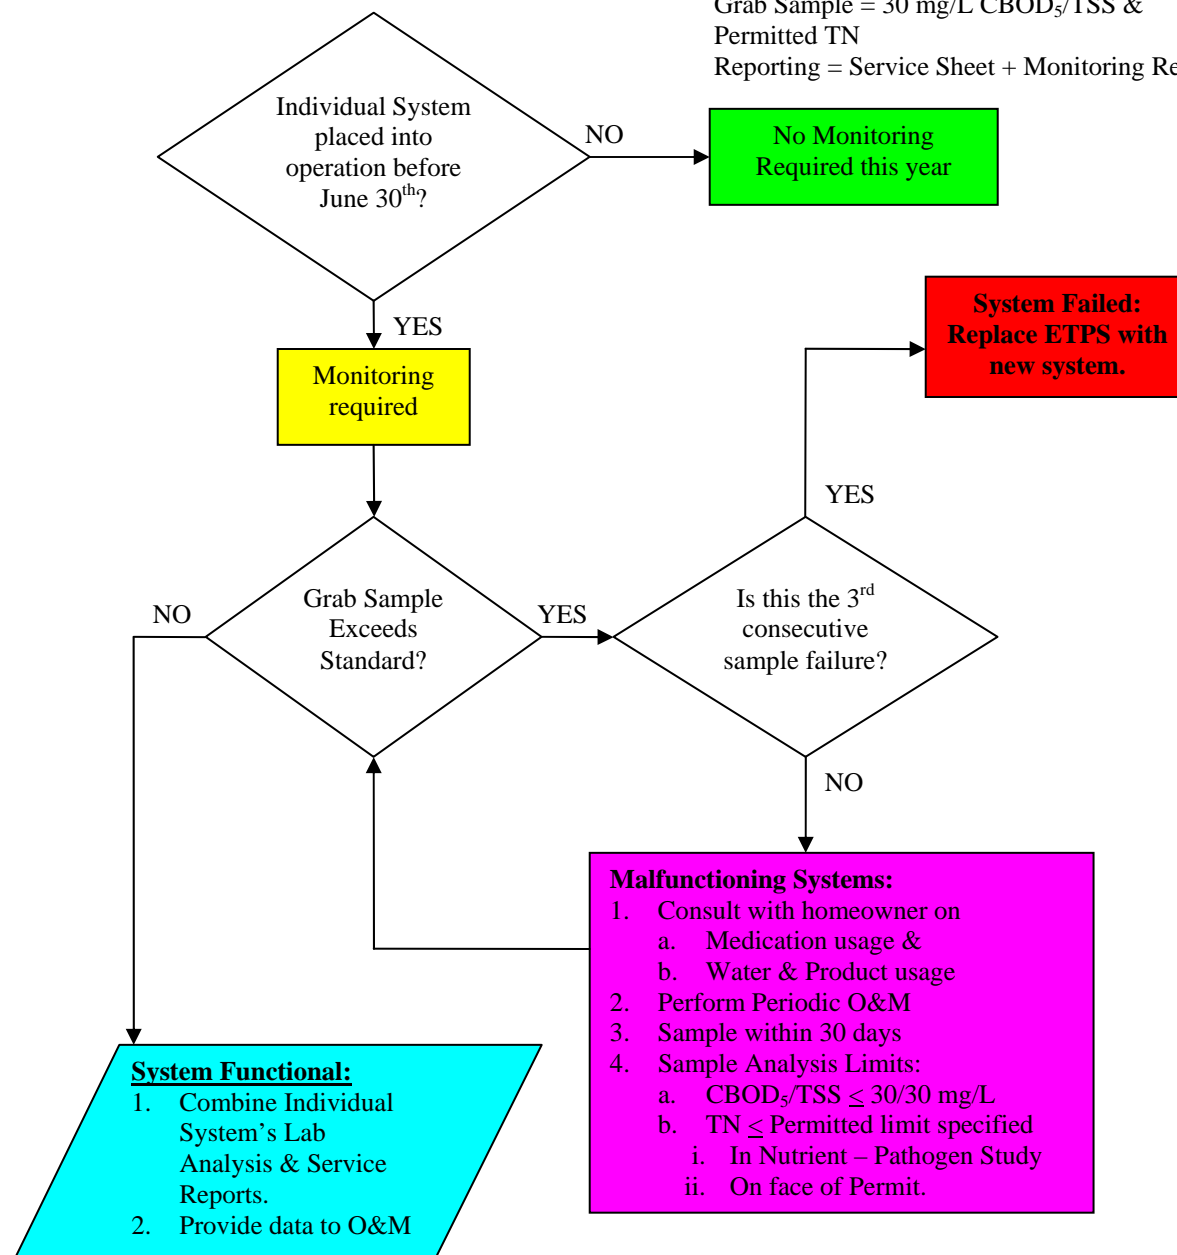 Grab Sample = 30 mg/L CBOD₅/TSS &
Permitted TN
Reporting = Service Sheet + Monitoring Re
Individual System
placed into
operation before
June 30ᵗʰ?
NO
No Monitoring
Required this year
YES
Monitoring
required
System Failed:
Replace ETPS with
new system.
YES
Grab Sample
Exceeds
Standard?
NO
YES
Is this the 3ʳᵈ
consecutive
sample failure?
NO
Malfunctioning Systems:
1. Consult with homeowner on
a. Medication usage &
b. Water & Product usage
2. Perform Periodic O&M
3. Sample within 30 days
4. Sample Analysis Limits:
a. CBOD₅/TSS ≤ 30/30 mg/L
b. TN ≤ Permitted limit specified
i. In Nutrient – Pathogen Study
ii. On face of Permit.
System Functional:
1. Combine Individual
System's Lab
Analysis & Service
Reports.
2. Provide data to O&M